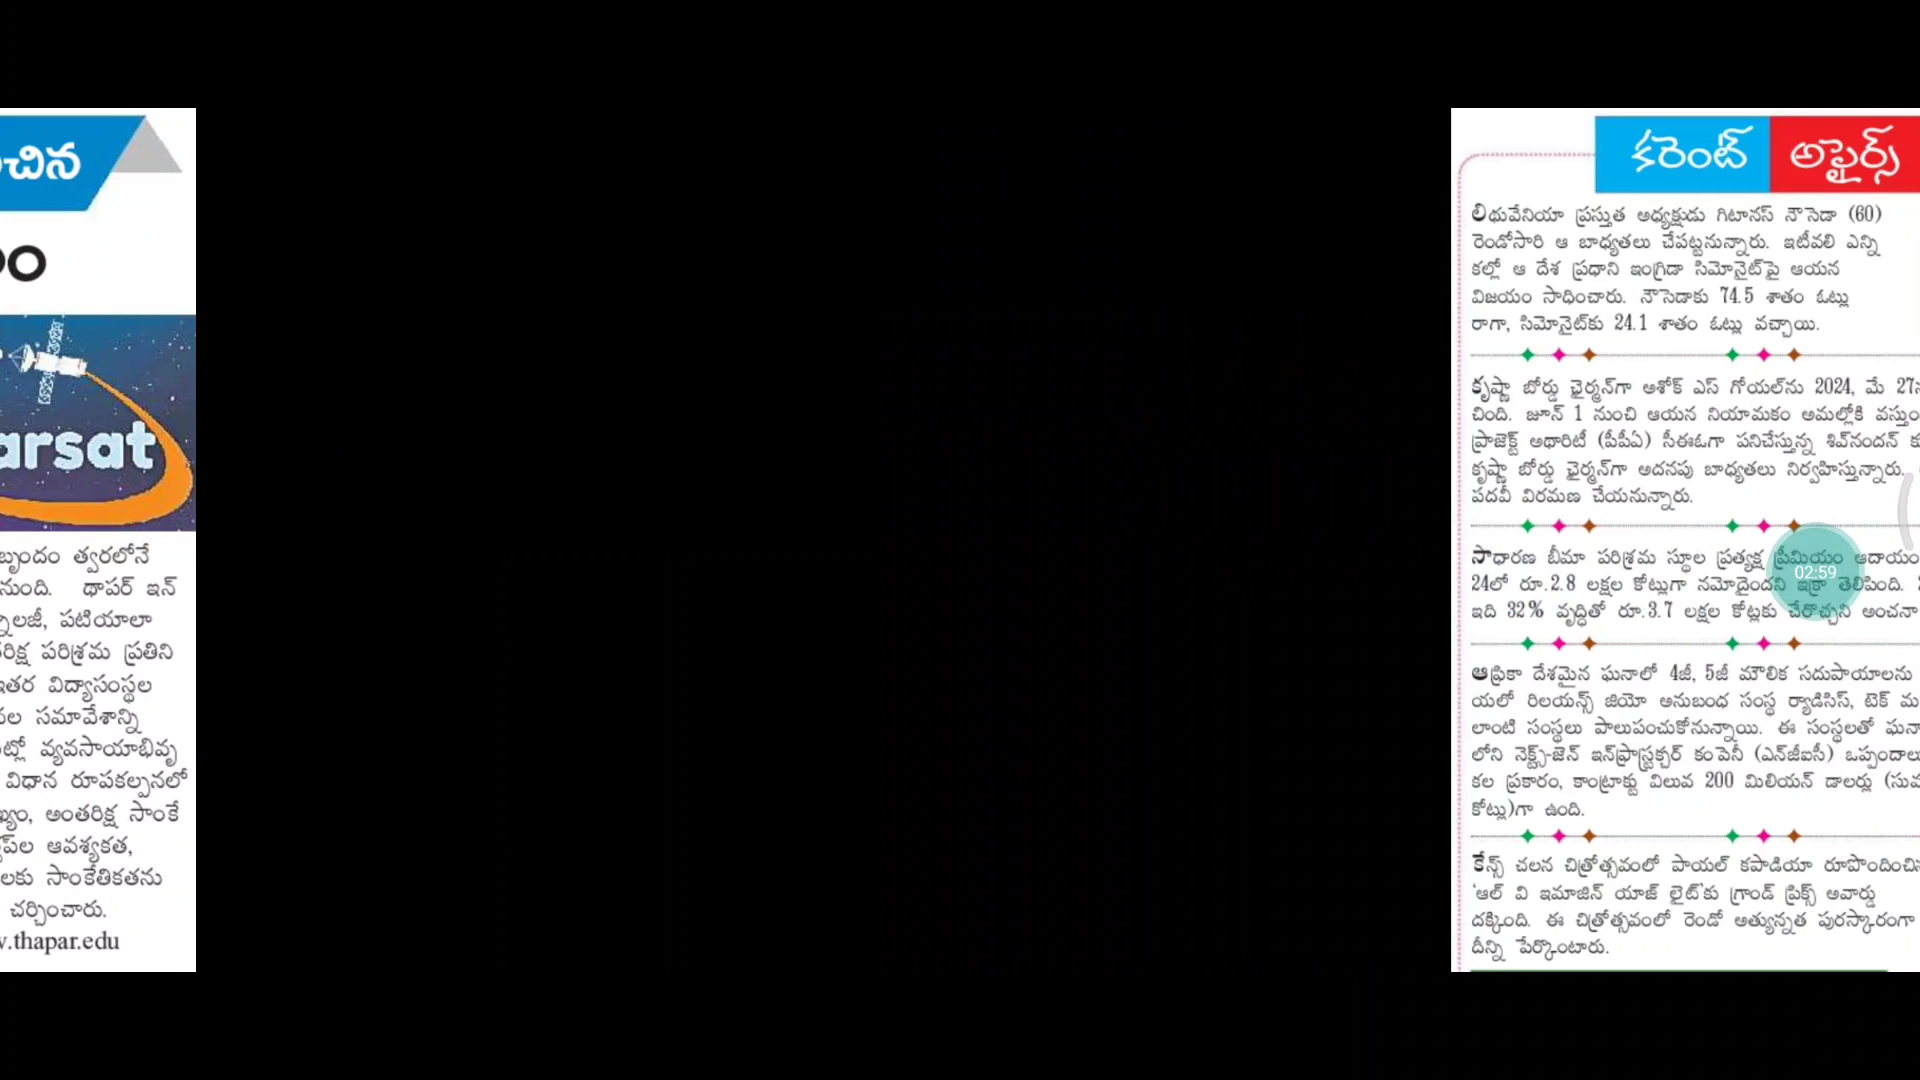 చిన
ం
arsat
బృందం త్వరలోనే
నుంది. థాపర్ ఇన్
్నాలజీ, పటియాలా
రిక్ష పరిశ్రమ ప్రతిని
ఇతర విద్యాసంస్థల
నల సమావేశాన్ని
ట్లో వ్యవసాయాభివృ
విధాన రూపకల్పనలో
ఖ్యం, అంతరిక్ష సాంకే
ప్‌ల ఆవశ్యకత,
లకు సాంకేతికతను
చర్చించారు.
.thapar.edu
కరెంట్ అఫైర్స్
లిథువేనియా ప్రస్తుత అధ్యక్షుడు గిటానస్ నౌసెడా (60)
రెండోసారి ఆ బాధ్యతలు చేపట్టనున్నారు. ఇటీవలి ఎన్ని
కల్లో ఆ దేశ ప్రధాని ఇంగ్రిడా సిమోనైట్‌పై ఆయన
విజయం సాధించారు. నౌసెడాకు 74.5 శాతం ఓట్లు
రాగా, సిమోనైట్‌కు 24.1 శాతం ఓట్లు వచ్చాయి.
కృష్ణా బోర్డు ఛైర్మన్‌గా అశోక్ ఎస్ గోయల్‌ను 2024, మే 27న
చింది. జూన్ 1 నుంచి ఆయన నియామకం అమల్లోకి వస్తుం
ప్రాజెక్ట్ అథారిటీ (పీపీఏ) సీఈఓగా పనిచేస్తున్న శివ్‌నందన్ కు
కృష్ణా బోర్డు ఛైర్మన్‌గా అదనపు బాధ్యతలు నిర్వహిస్తున్నారు.
పదవీ విరమణ చేయనున్నారు.
సాధారణ బీమా పరిశ్రమ స్థూల ప్రత్యక్ష ప్రీమియం ఆదాయం
24లో రూ.2.8 లక్షల కోట్లుగా నమోదైందని ఇక్రా తెలిపింది.
02:59
ఇది 32% వృద్ధితో రూ.3.7 లక్షల కోట్లకు చేరొచ్చని అంచనా
ఆఫ్రికా దేశమైన ఘనాలో 4జీ, 5జీ మౌలిక సదుపాయాలను
యలో రిలయన్స్ జియో అనుబంధ సంస్థ ర్యాడిసిస్, టెక్ మ
లాంటి సంస్థలు పాలుపంచుకోనున్నాయి. ఈ సంస్థలతో ఘనా
లోని నెక్స్ట్-జెన్ ఇన్‌ఫ్రాస్ట్రక్చర్ కంపెనీ (ఎన్‌జీఐసీ) ఒప్పందాలు
కల ప్రకారం, కాంట్రాక్టు విలువ 200 మిలియన్ డాలర్లు (సుమ
కోట్లు)గా ఉంది.
కేన్స్ చలన చిత్రోత్సవంలో పాయల్ కపాడియా రూపొందించి
'ఆల్ వి ఇమాజిన్ యాజ్ లైట్'కు గ్రాండ్ ప్రిక్స్ అవార్డు
దక్కింది. ఈ చిత్రోత్సవంలో రెండో అత్యున్నత పురస్కారంగా
దీన్ని పేర్కొంటారు.